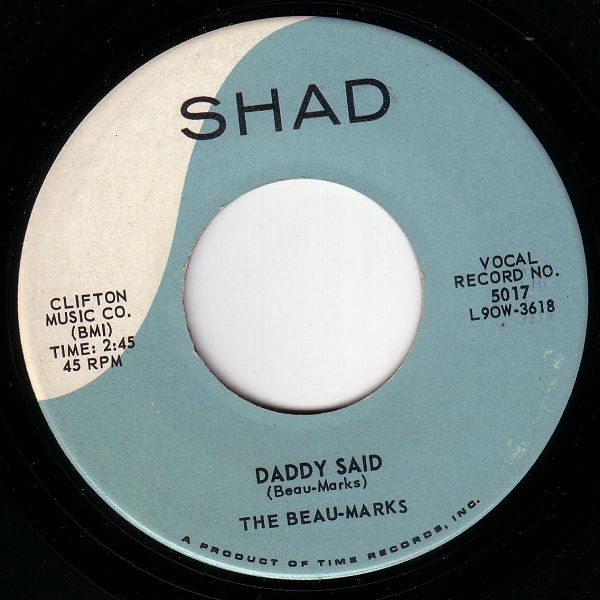 SHAD
CLIFTON
MUSIC CO.
(BMI)
TIME: 2:45
45 RPM
VOCAL
RECORD NO.
5017
L9OW-3618
DADDY SAID
(Beau-Marks)
THE BEAU-MARKS
A PRODUCT OF TIME RECORDS, INC.